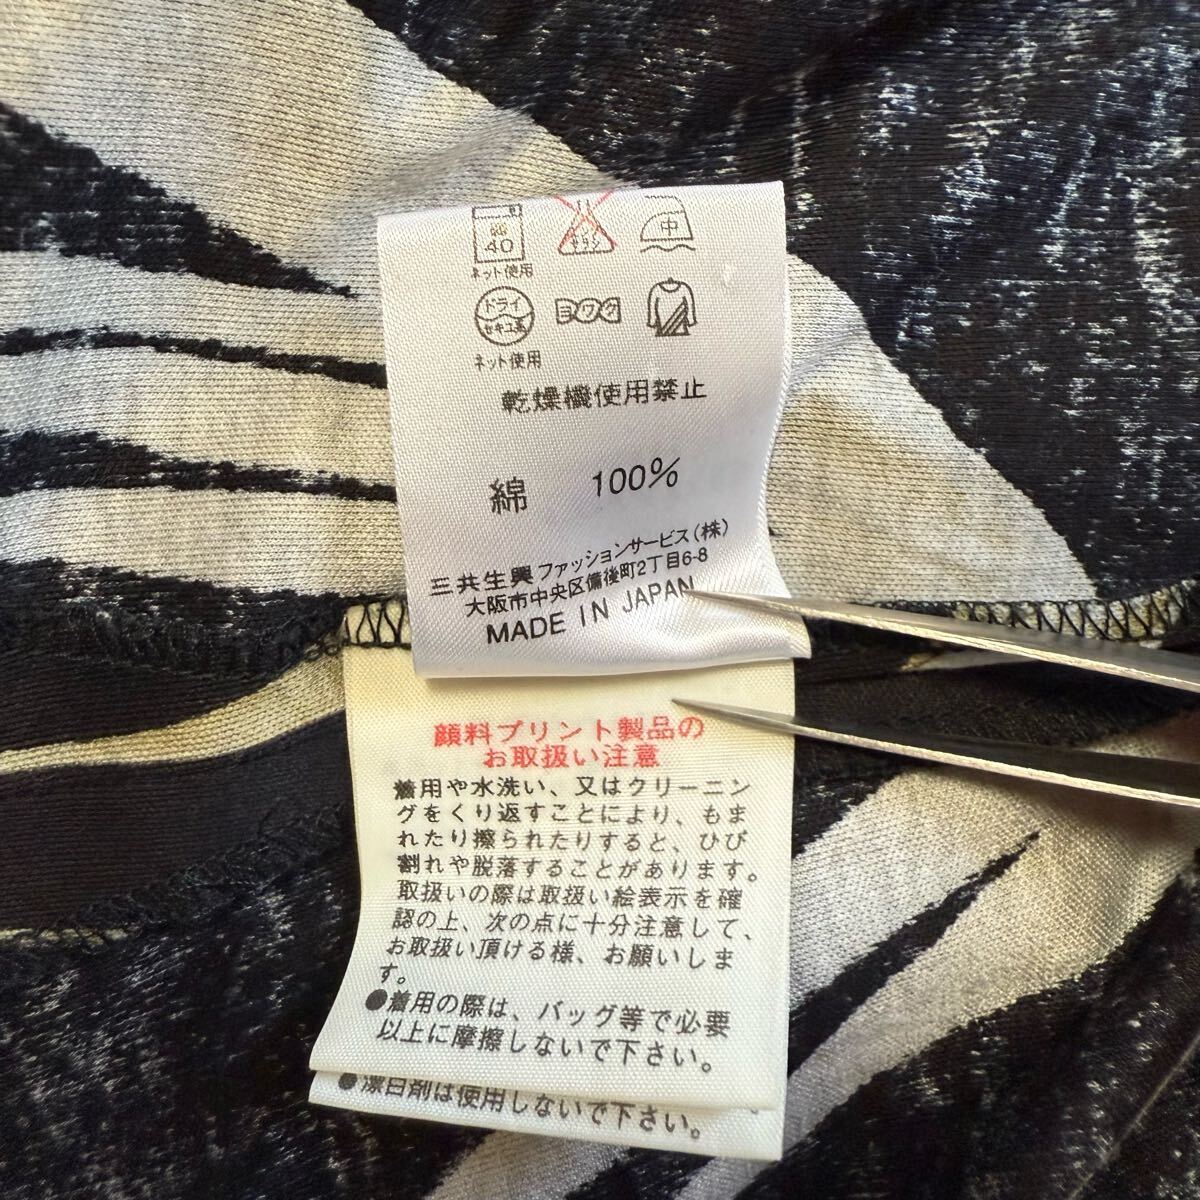 40
サラシ
中
ネット使用
ドライ
セキユ系
ヨワク
ネット使用
乾燥機使用禁止
綿 100%
三共生興ファッションサービス(株)
大阪市中央区備後町2丁目6-8
MADE IN JAPAN
顔料プリント製品の
お取扱い注意
着用や水洗い、又はクリーニン
グをくり返すことにより、もま
れたり擦られたりすると、ひび
割れや脱落することがあります。
取扱いの際は取扱い絵表示を確
認の上、次の点に十分注意して、
お取扱い頂ける様、お願いしま
す。
●着用の際は、バッグ等で必要
以上に摩擦しないで下さい。
●漂白剤は使用しないで下さい。